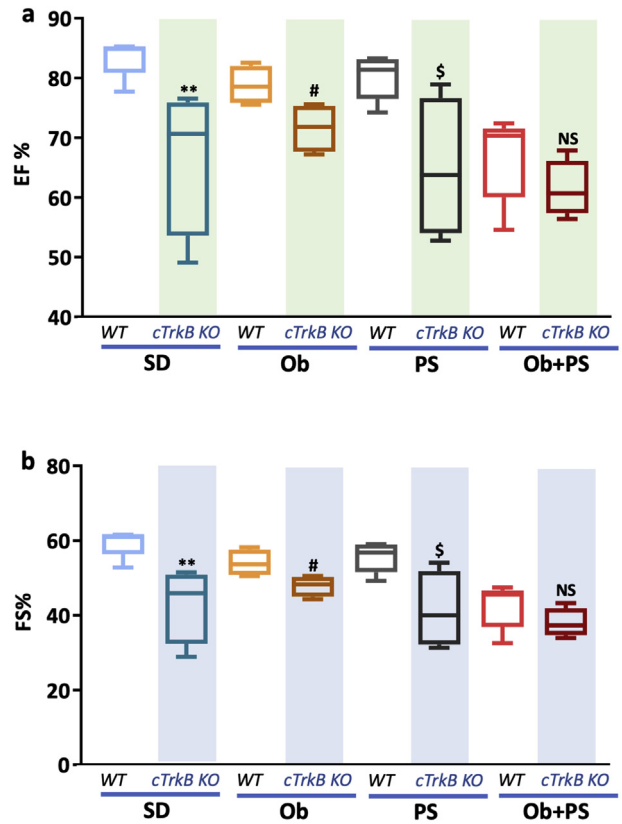 a
90
80
70
60
50
40
EF %
** # $ NS
WT cTrkB KO WT cTrkB KO WT cTrkB KO WT cTrkB KO
SD Ob PS Ob+PS
b
80
60
40
20
0
FS%
** # $ NS
WT cTrkB KO WT cTrkB KO WT cTrkB KO WT cTrkB KO
SD Ob PS Ob+PS